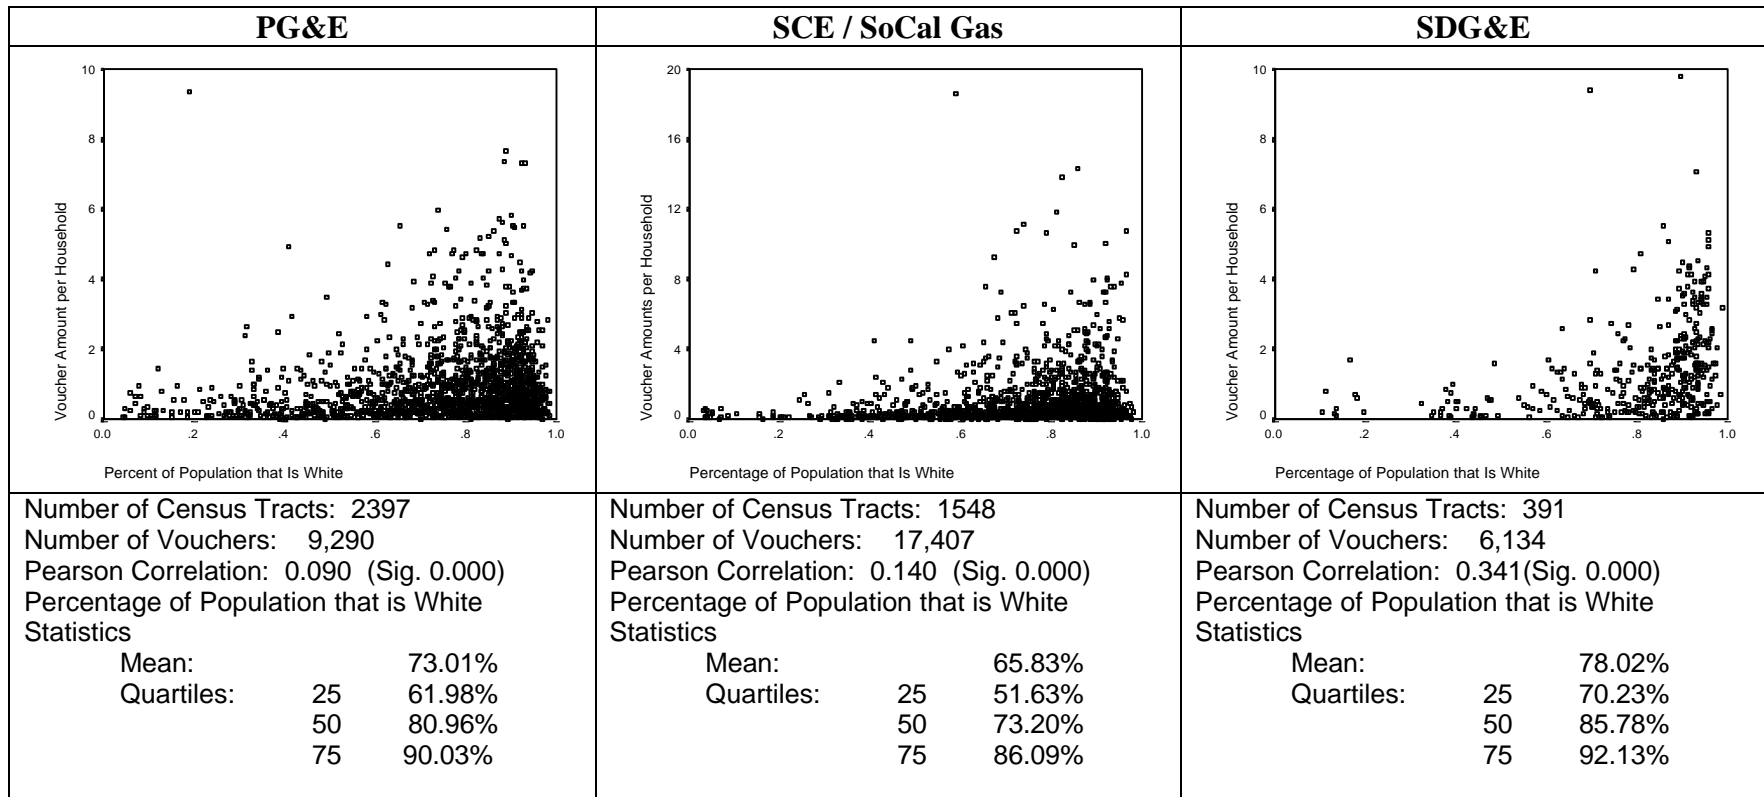 PG&E
SCE / SoCal Gas
SDG&E
Voucher Amount per Household
10
8
6
4
2
0
0.0 .2 .4 .6 .8 1.0
Percent of Population that Is White
Voucher Amounts per Household
20
16
12
8
4
0
0.0 .2 .4 .6 .8 1.0
Percentage of Population that Is White
Voucher Amount per Household
10
8
6
4
2
0
0.0 .2 .4 .6 .8 1.0
Percentage of Population that Is White
Number of Census Tracts: 2397
Number of Vouchers: 9,290
Pearson Correlation: 0.090 (Sig. 0.000)
Percentage of Population that is White
Statistics
Mean: 73.01%
Quartiles: 25 61.98%
50 80.96%
75 90.03%
Number of Census Tracts: 1548
Number of Vouchers: 17,407
Pearson Correlation: 0.140 (Sig. 0.000)
Percentage of Population that is White
Statistics
Mean: 65.83%
Quartiles: 25 51.63%
50 73.20%
75 86.09%
Number of Census Tracts: 391
Number of Vouchers: 6,134
Pearson Correlation: 0.341(Sig. 0.000)
Percentage of Population that is White
Statistics
Mean: 78.02%
Quartiles: 25 70.23%
50 85.78%
75 92.13%